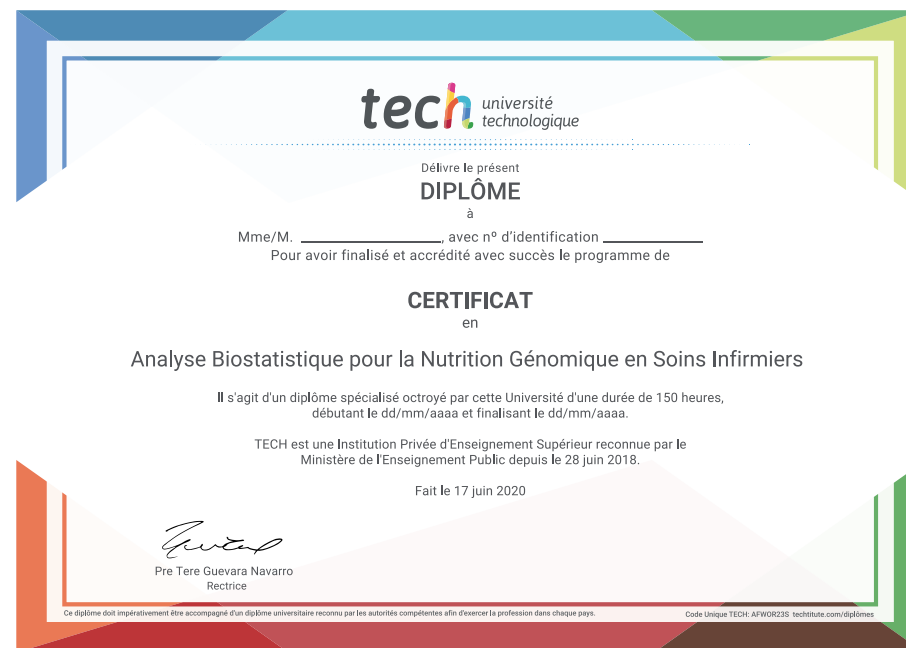 tech université
technologique
Délivre le présent
DIPLÔME
à
Mme/M. ____________________, avec nº d'identification ______________
Pour avoir finalisé et accrédité avec succès le programme de
CERTIFICAT
en
Analyse Biostatistique pour la Nutrition Génomique en Soins Infirmiers
Il s'agit d'un diplôme spécialisé octroyé par cette Université d'une durée de 150 heures,
débutant le dd/mm/aaaa et finalisant le dd/mm/aaaa.
TECH est une Institution Privée d'Enseignement Supérieur reconnue par le
Ministère de l'Enseignement Public depuis le 28 juin 2018.
Fait le 17 juin 2020
Pre Tere Guevara Navarro
Rectrice
Ce diplôme doit impérativement être accompagné d'un diplôme universitaire reconnu par les autorités compétentes afin d'exercer la profession dans chaque pays.
Code Unique TECH: AFWOR23S techtitute.com/diplômes